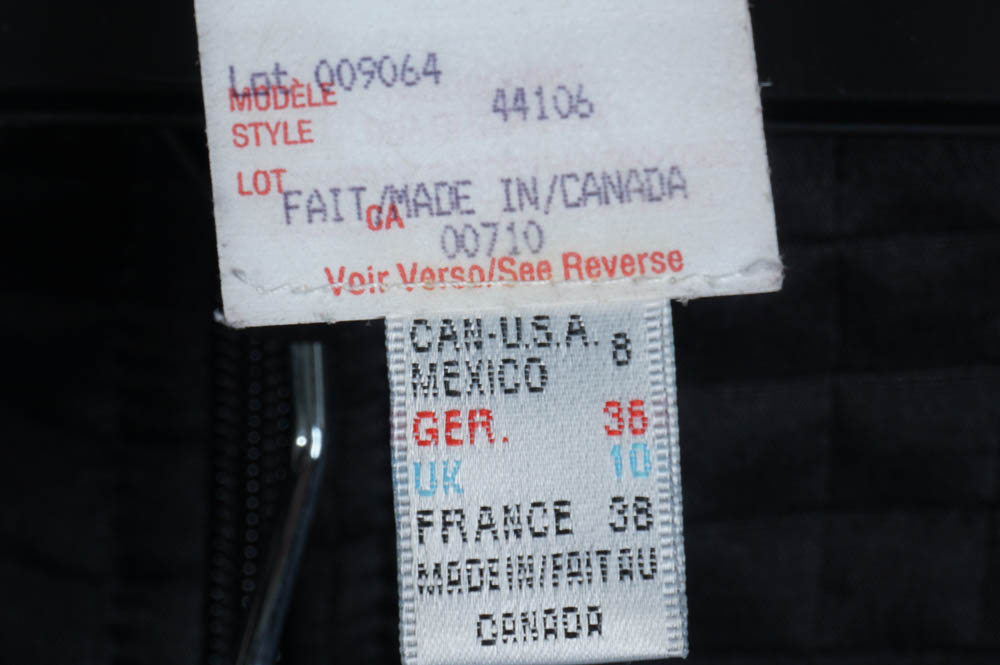 Lot 009064
MODÈLE
44106
STYLE
LOT
FAIT/MADE IN/CANADA
CA
00710
Voir Verso/See Reverse
CAN-U.S.A. 8
MEXICO
GER. 36
UK 10
FRANCE 38
MADE IN/FAIT AU
CANADA